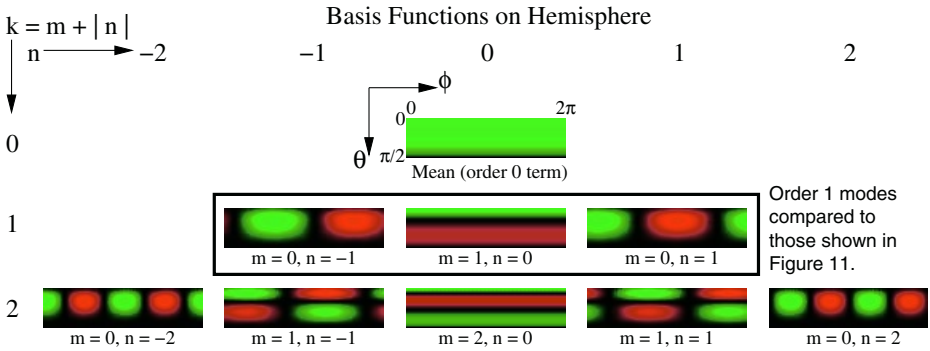 Basis Functions on Hemisphere
k = m + | n |
n −2 −1 0 1 2
ϕ
0 2π
0
θ π/2
0
Mean (order 0 term)
1
m = 0, n = −1 m = 1, n = 0 m = 0, n = 1
Order 1 modes
compared to
those shown in
Figure 11.
2
m = 0, n = −2 m = 1, n = −1 m = 2, n = 0 m = 1, n = 1 m = 0, n = 2